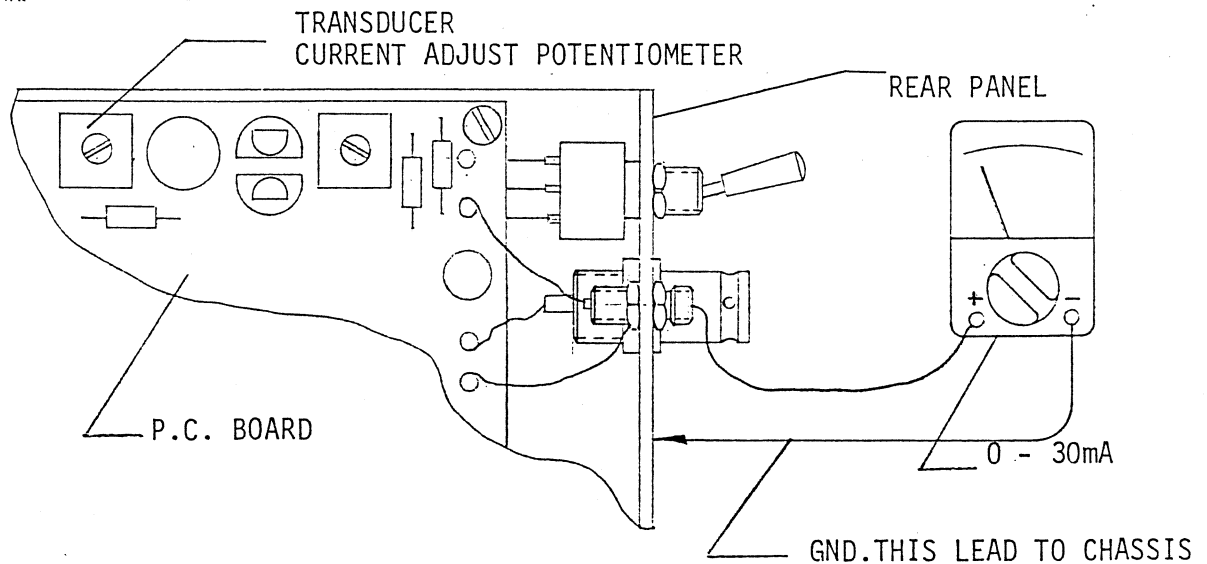 TRANSDUCER
CURRENT ADJUST POTENTIOMETER
REAR PANEL
+ -
P.C. BOARD
0 - 30mA
GND.THIS LEAD TO CHASSIS